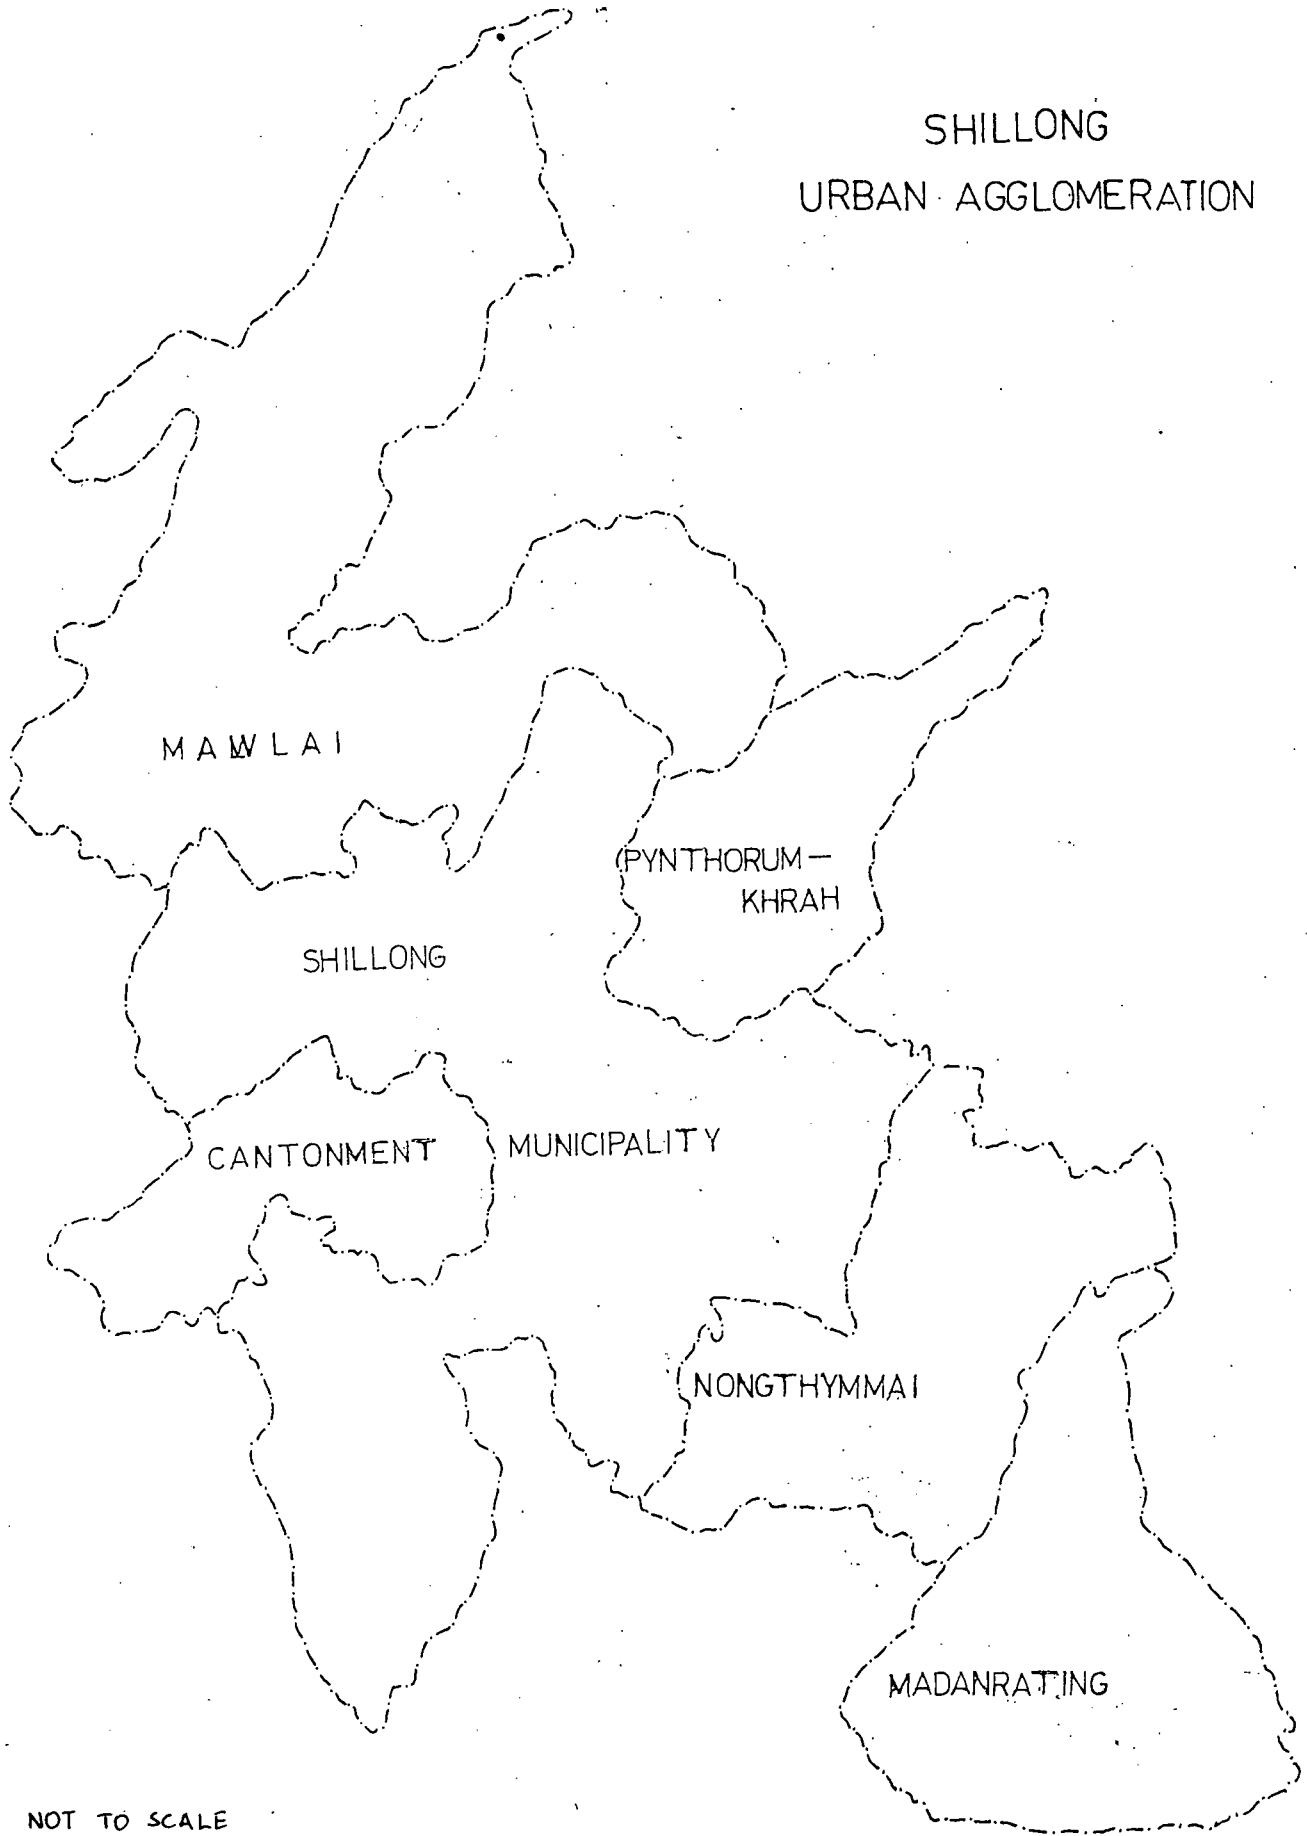 SHILLONG
URBAN AGGLOMERATION
MAWLAI
PYNTHORUM—
KHRAH
SHILLONG
CANTONMENT
MUNICIPALITY
NONGTHYMMAI
MADANRATING
NOT TO SCALE